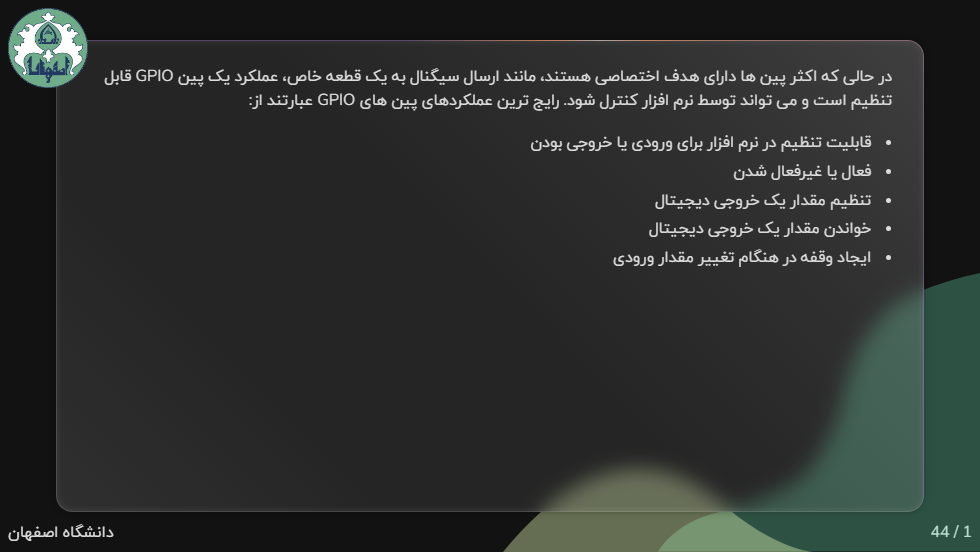 در حالی که اکثر پین ها دارای هدف اختصاصی هستند، مانند ارسال سیگنال به یک قطعه خاص، عملکرد یک پین GPIO قابل
تنظیم است و می تواند توسط نرم افزار کنترل شود. رایج ترین عملکردهای پین های GPIO عبارتند از:
• قابلیت تنظیم در نرم افزار برای ورودی یا خروجی بودن
• فعال یا غیرفعال شدن
• تنظیم مقدار یک خروجی دیجیتال
• خواندن مقدار یک خروجی دیجیتال
• ایجاد وقفه در هنگام تغییر مقدار ورودی
44 / 1
دانشگاه اصفهان